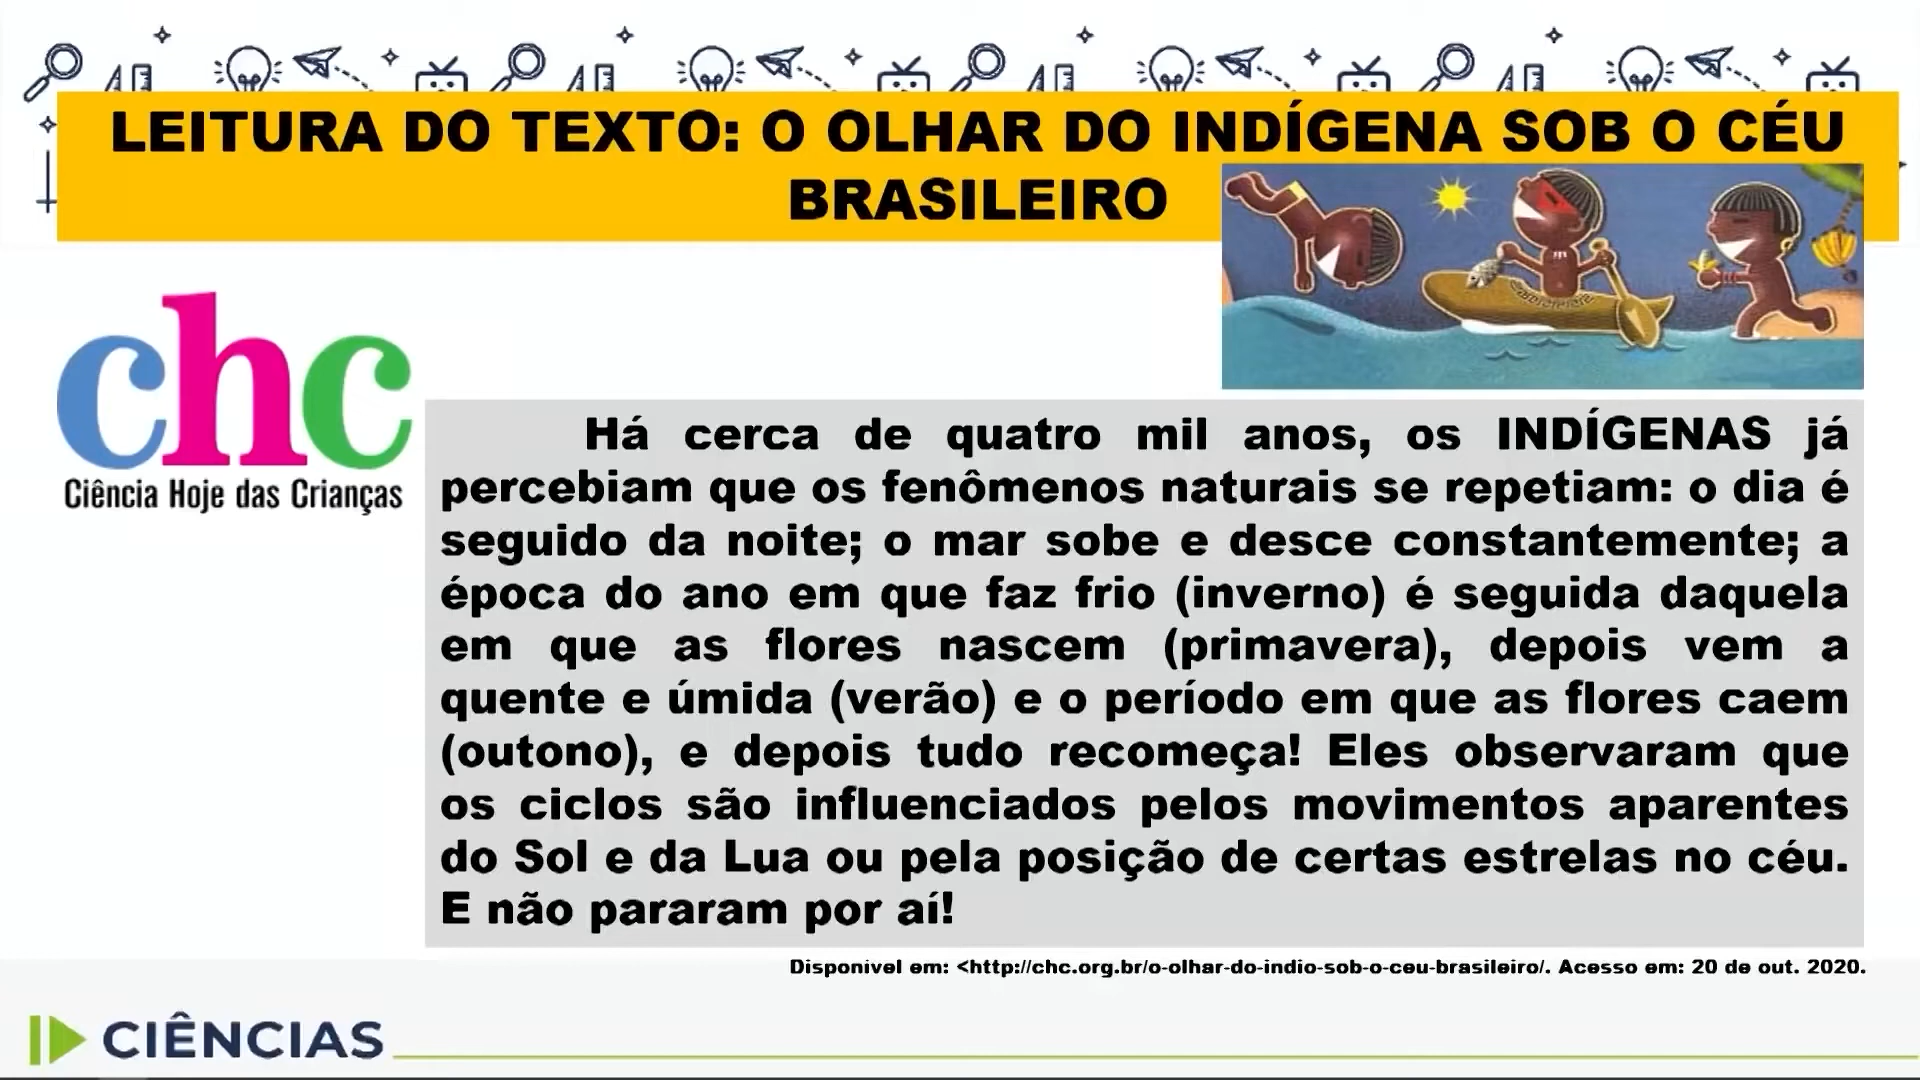 LEITURA DO TEXTO: O OLHAR DO INDÍGENA SOB O CÉU
BRASILEIRO
chc
Ciência Hoje das Crianças
Há cerca de quatro mil anos, os INDÍGENAS já
percebiam que os fenômenos naturais se repetiam: o dia é
seguido da noite; o mar sobe e desce constantemente; a
época do ano em que faz frio (inverno) é seguida daquela
em que as flores nascem (primavera), depois vem a
quente e úmida (verão) e o período em que as flores caem
(outono), e depois tudo recomeça! Eles observaram que
os ciclos são influenciados pelos movimentos aparentes
do Sol e da Lua ou pela posição de certas estrelas no céu.
E não pararam por aí!
Disponivel em: <http://chc.org.br/o-olhar-do-indio-sob-o-ceu-brasileiro/. Acesso em: 20 de out. 2020.
CIÊNCIAS